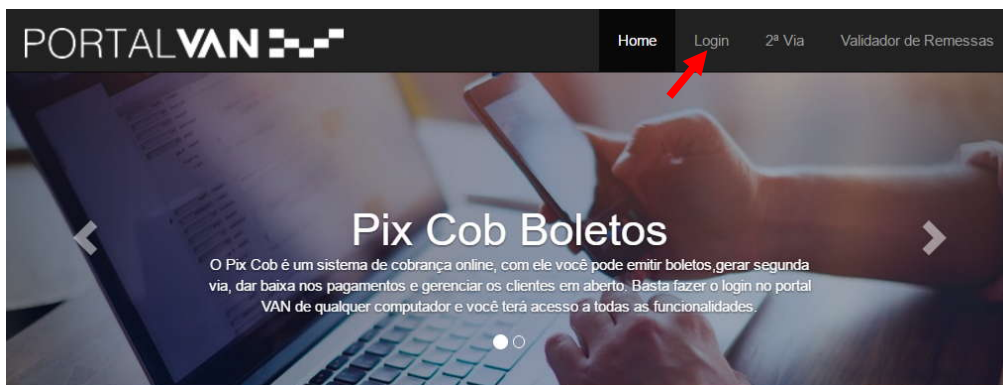 PORTALVAN
Home Login 2ª Via Validador de Remessas
Pix Cob Boletos
O Pix Cob é um sistema de cobrança online, com ele você pode emitir boletos,gerar segunda
via, dar baixa nos pagamentos e gerenciar os clientes em aberto. Basta fazer o login no portal
VAN de qualquer computador e você terá acesso a todas as funcionalidades.